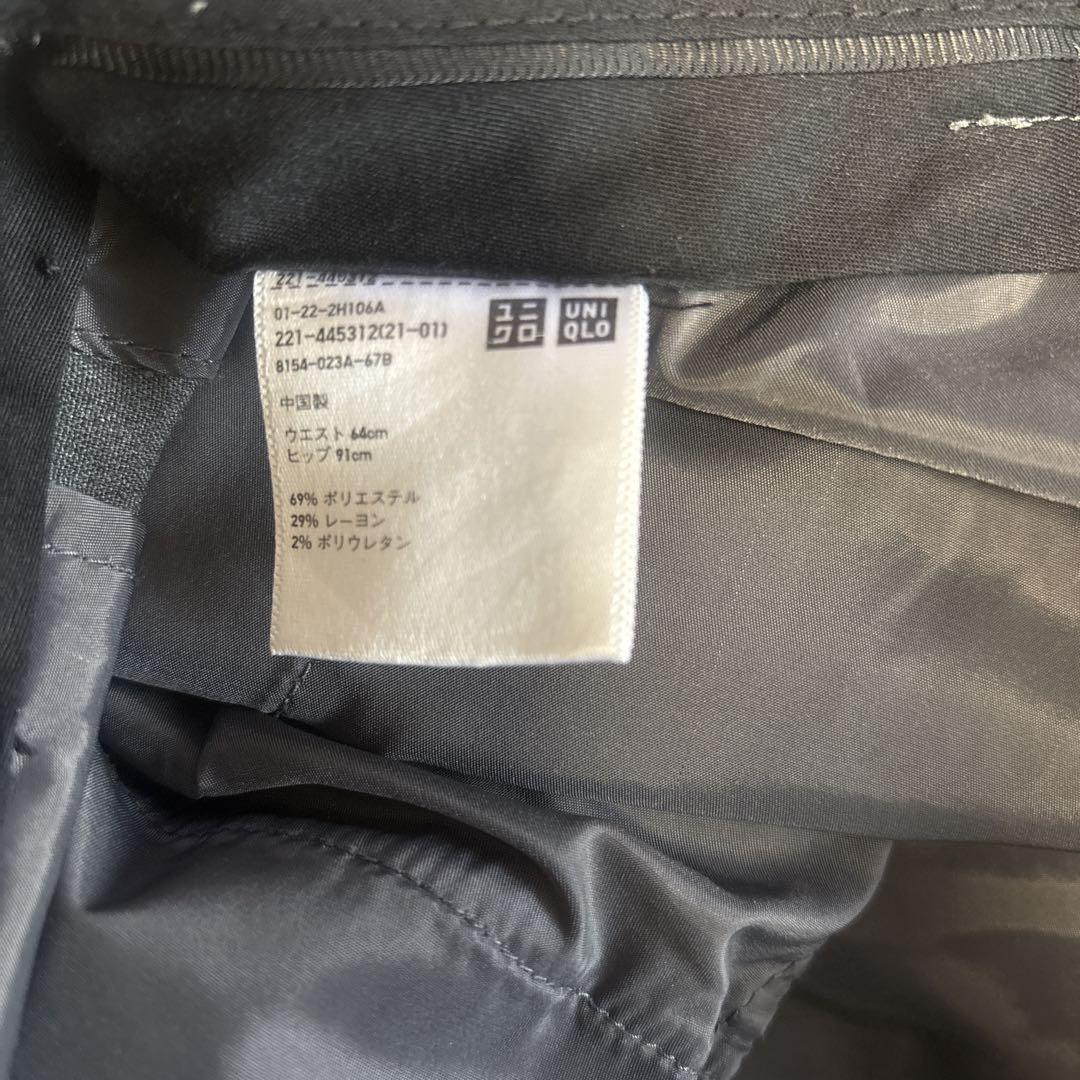 01-22-2H106A
221-445312(21-01)
8154-023A-67B
ユニ
クロ
UNI
QLO
中国製
ウエスト 64cm
ヒップ 91cm
69% ポリエステル
29% レーヨン
2% ポリウレタン